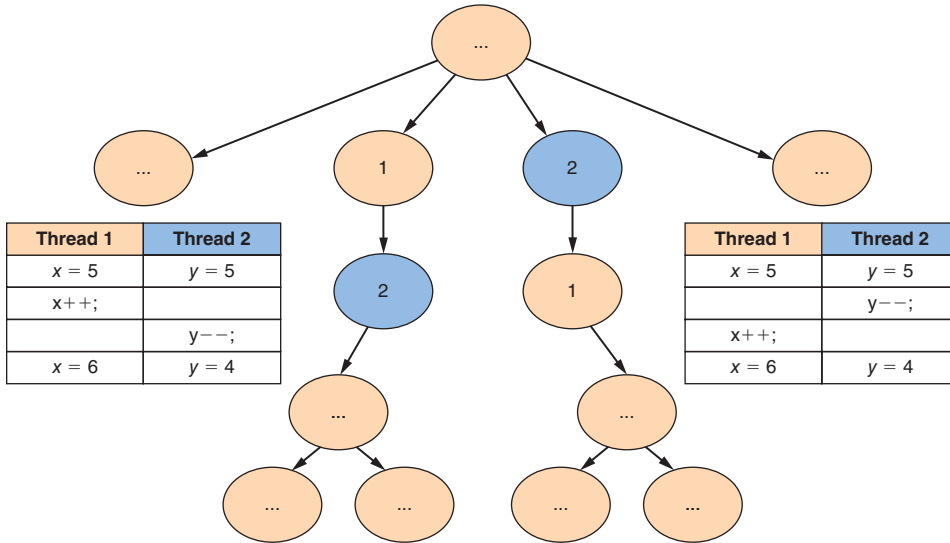 ...
... 1 2 ...
Thread 1 Thread 2
x = 5 y = 5
x++;
y−−;
x = 6 y = 4
2 1
Thread 1 Thread 2
x = 5 y = 5
y−−;
x++;
x = 6 y = 4
... ...
... ... ... ...